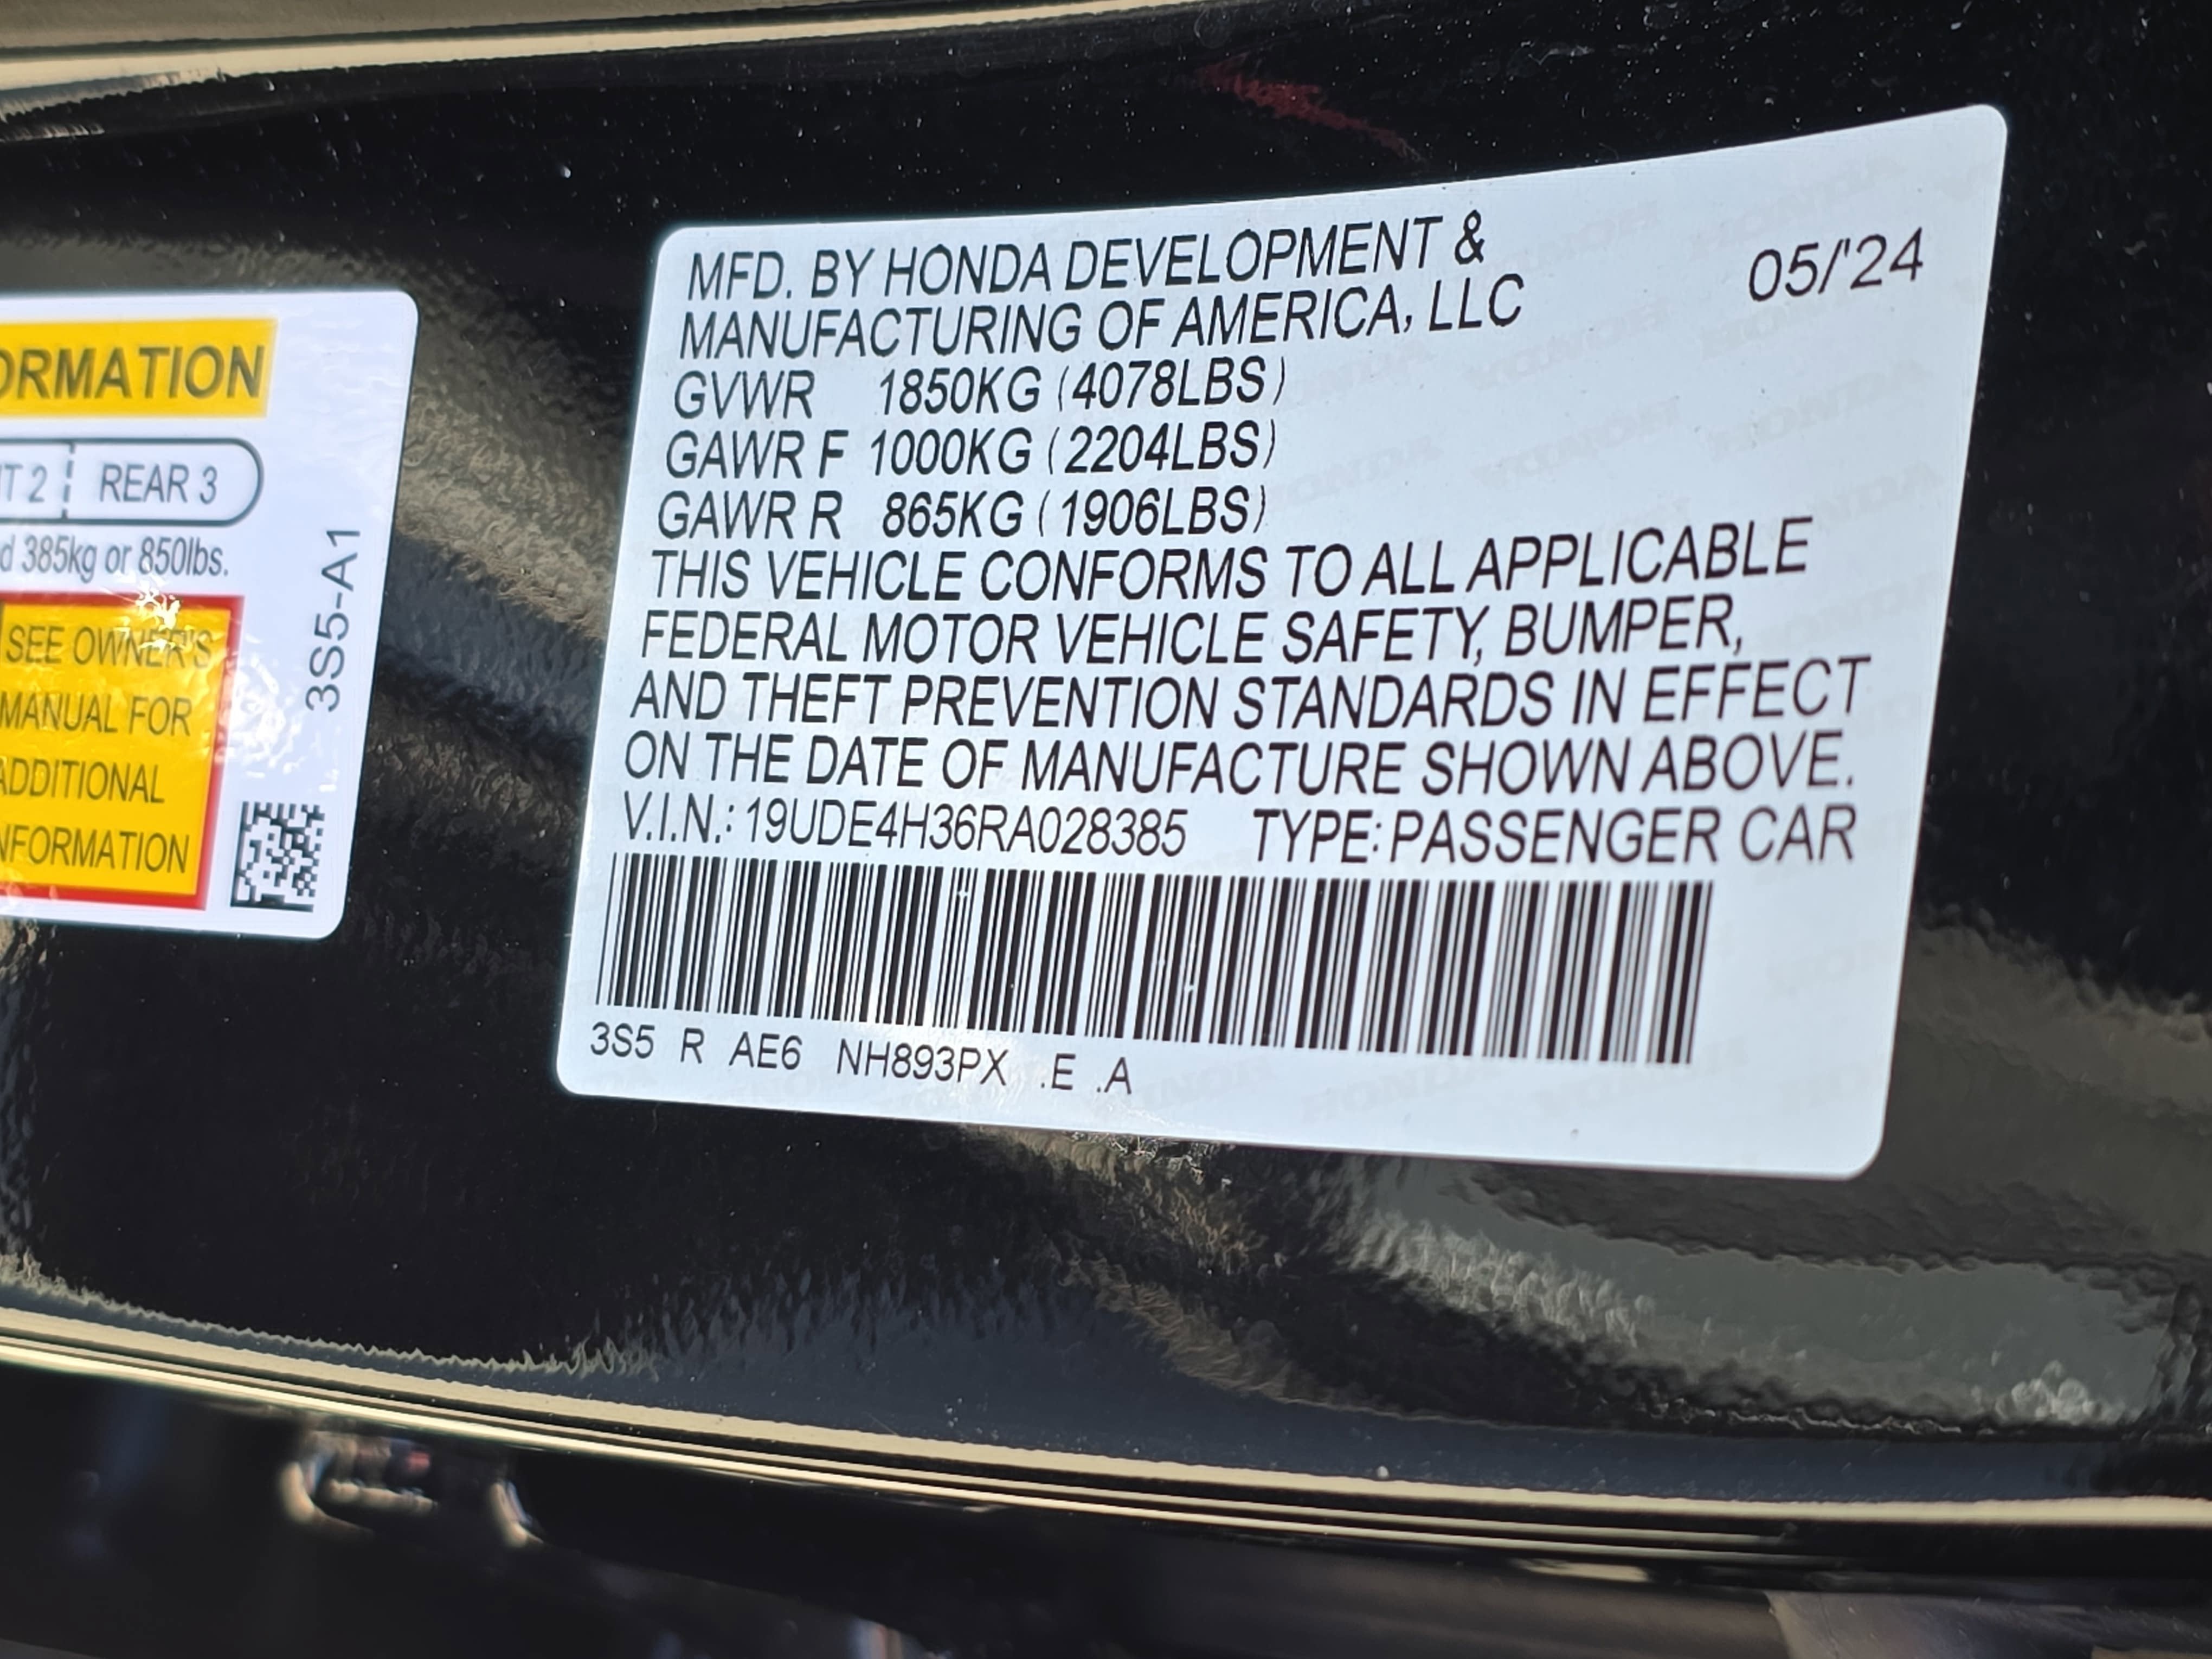 ORMATION
T 2 REAR 3
d 385kg or 850lbs.
SEE OWNER'S
MANUAL FOR
ADDITIONAL
NFORMATION
3S5-A1
MFD. BY HONDA DEVELOPMENT &
MANUFACTURING OF AMERICA, LLC
05/'24
GVWR 1850KG (4078LBS)
GAWR F 1000KG (2204LBS)
GAWR R 865KG (1906LBS)
THIS VEHICLE CONFORMS TO ALL APPLICABLE
FEDERAL MOTOR VEHICLE SAFETY, BUMPER,
AND THEFT PREVENTION STANDARDS IN EFFECT
ON THE DATE OF MANUFACTURE SHOWN ABOVE.
V.I.N.: 19UDE4H36RA028385 TYPE: PASSENGER CAR
3S5 R AE6 NH893PX .E .A